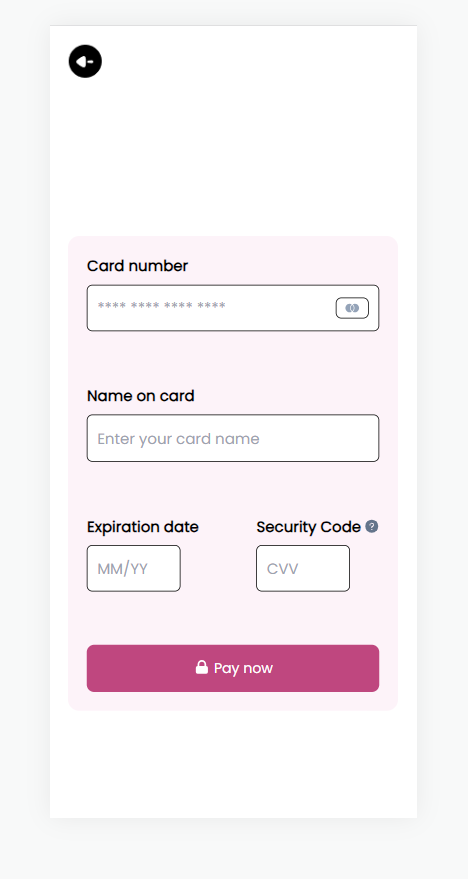 Card number
**** **** **** ****
Name on card
Enter your card name
Expiration date
Security Code ?
MM/YY
CVV
Pay now